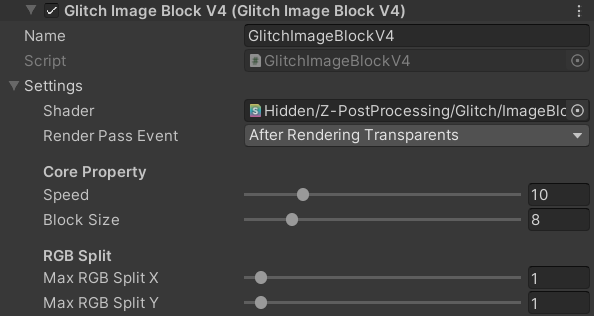 Glitch Image Block V4 (Glitch Image Block V4)
Name GlitchImageBlockV4
Script GlitchImageBlockV4
Settings
Shader Hidden/Z-PostProcessing/Glitch/ImageBloc
Render Pass Event After Rendering Transparents
Core Property
Speed 10
Block Size 8
RGB Split
Max RGB Split X 1
Max RGB Split Y 1